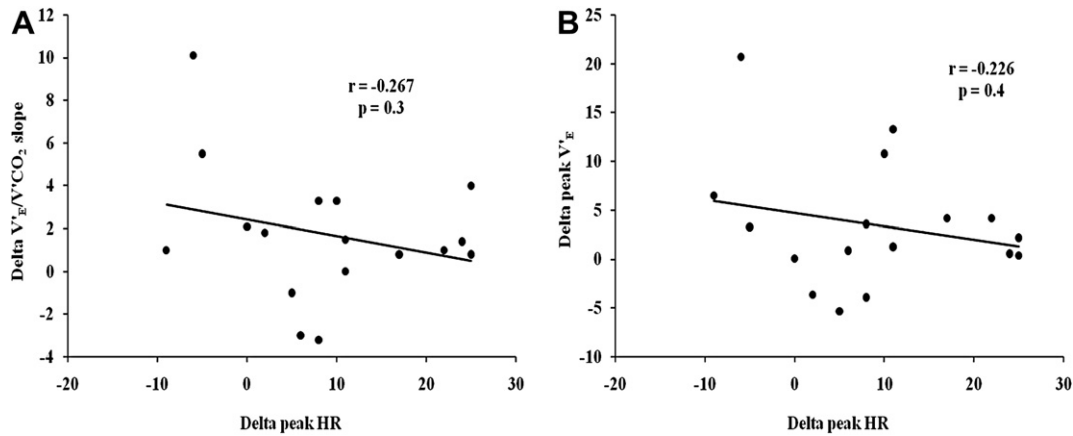 A
12
10
8
6
4
2
0
-2
-4
Delta V'E/V'CO2 slope
r = -0.267
p = 0.3
-20 -10 0 10 20 30
Delta peak HR
B
25
20
15
10
5
0
-5
-10
Delta peak V'E
r = -0.226
p = 0.4
-20 -10 0 10 20 30
Delta peak HR